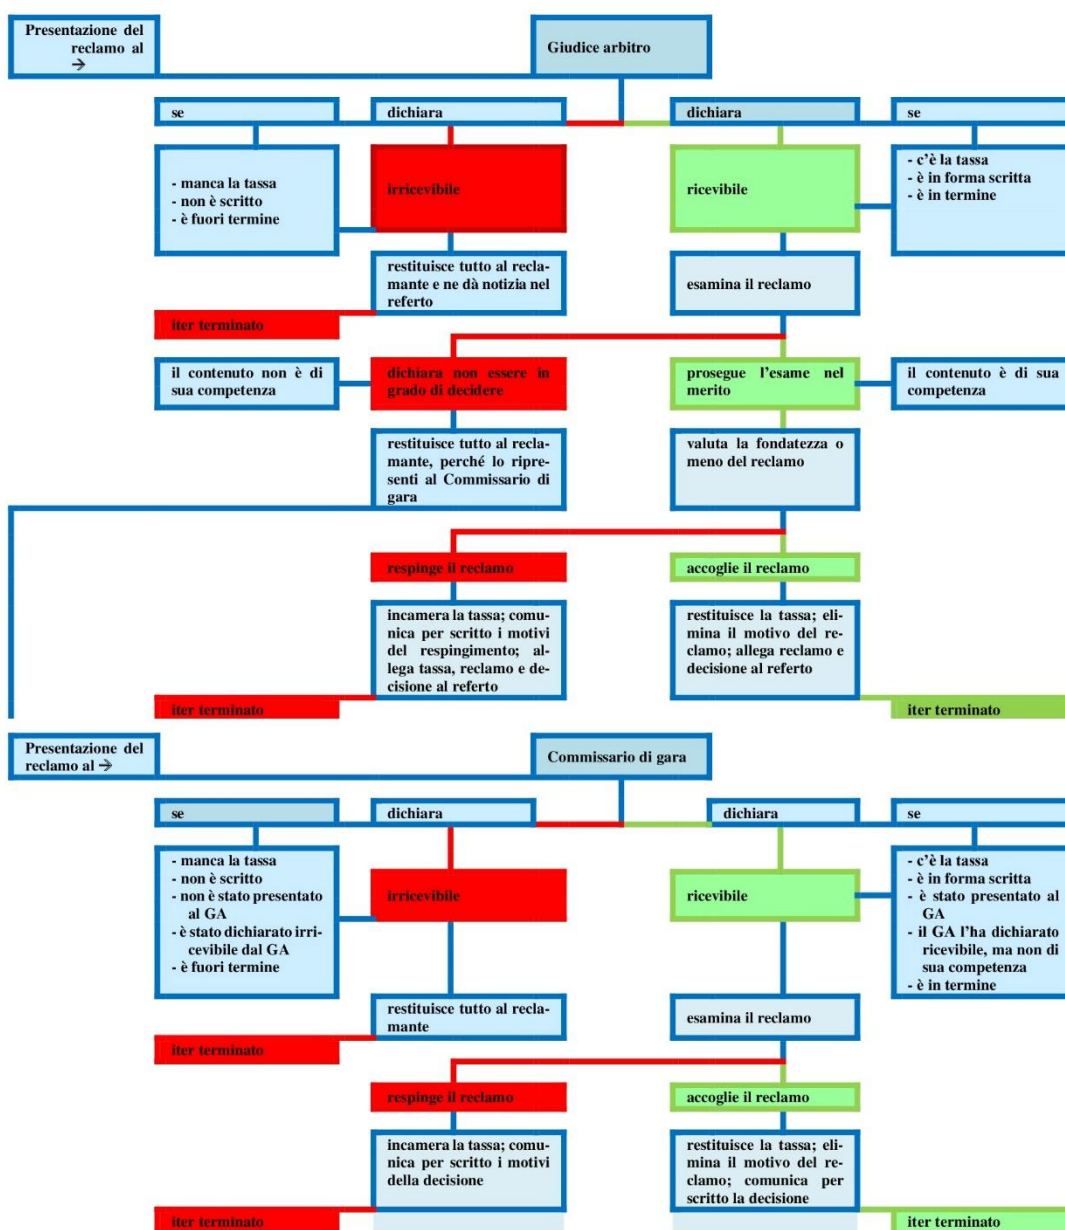 Presentazione del
reclamo al
→
Giudice arbitro
se
dichiara
dichiara
se
- manca la tassa
- non è scritto
- è fuori termine
irricevibile
ricevibile
- c’è la tassa
- è in forma scritta
- è in termine
restituisce tutto al recla-
mante e ne dà notizia nel
referto
esamina il reclamo
iter terminato
il contenuto non è di
sua competenza
dichiara non essere in
grado di decidere
prosegue l’esame nel
merito
il contenuto è di sua
competenza
restituisce tutto al recla-
mante, perché lo ripre-
senti al Commissario di
gara
valuta la fondatezza o
meno del reclamo
respinge il reclamo
accoglie il reclamo
incamera la tassa; comu-
nica per scritto i motivi
del respingimento; al-
lega tassa, reclamo e de-
cisione al referto
restituisce la tassa; eli-
mina il motivo del re-
clamo; allega reclamo e
decisione al referto
iter terminato
iter terminato
Presentazione del
reclamo al →
Commissario di gara
se
dichiara
dichiara
se
- manca la tassa
- non è scritto
- non è stato presentato
al GA
- è stato dichiarato irri-
cevibile dal GA
- è fuori termine
irricevibile
ricevibile
- c’è la tassa
- è in forma scritta
- è stato presentato al
GA
- il GA l’ha dichiarato
ricevibile, ma non di
sua competenza
- è in termine
restituisce tutto al recla-
mante
esamina il reclamo
iter terminato
respinge il reclamo
accoglie il reclamo
incamera la tassa; comu-
nica per scritto i motivi
della decisione
restituisce la tassa; eli-
mina il motivo del re-
clamo; comunica per
scritto la decisione
iter terminato
iter terminato